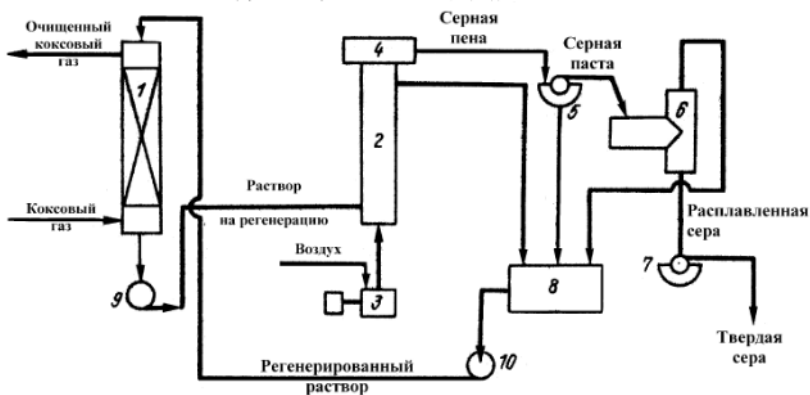 Очищенный
коксовый
газ
Серная
пена
Серная
паста
1
4
5
6
2
Раствор
на регенерацию
Коксовый
газ
Расплавленная
сера
Воздух
7
9
3
8
Твердая
сера
10
Регенерированный
раствор